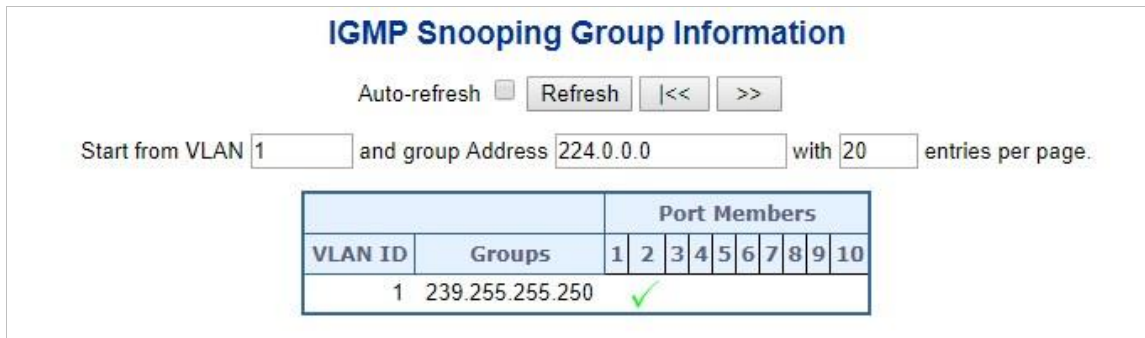 IGMP Snooping Group Information
Auto-refresh Refresh |<< >>
Start from VLAN 1 and group Address 224.0.0.0 with 20 entries per page.
Port Members
VLAN ID Groups 1 2 3 4 5 6 7 8 9 10
1 239.255.255.250